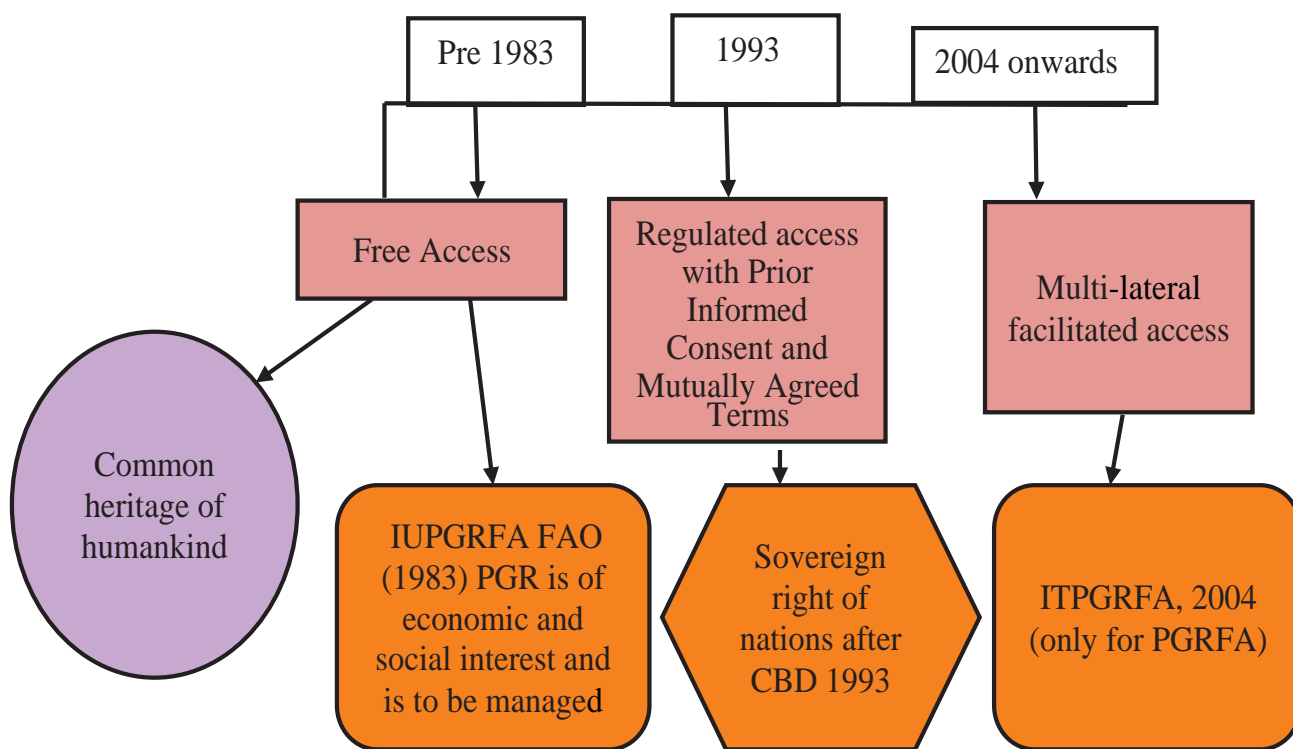 Pre 1983
1993
2004 onwards
Free Access
Regulated access
with Prior
Informed
Consent and
Mutually Agreed
Terms
Multi-lateral
facilitated access
Common
heritage of
humankind
IUPGRFA FAO
(1983) PGR is of
economic and
social interest and
is to be managed
Sovereign
right of
nations after
CBD 1993
ITPGRFA, 2004
(only for PGRFA)